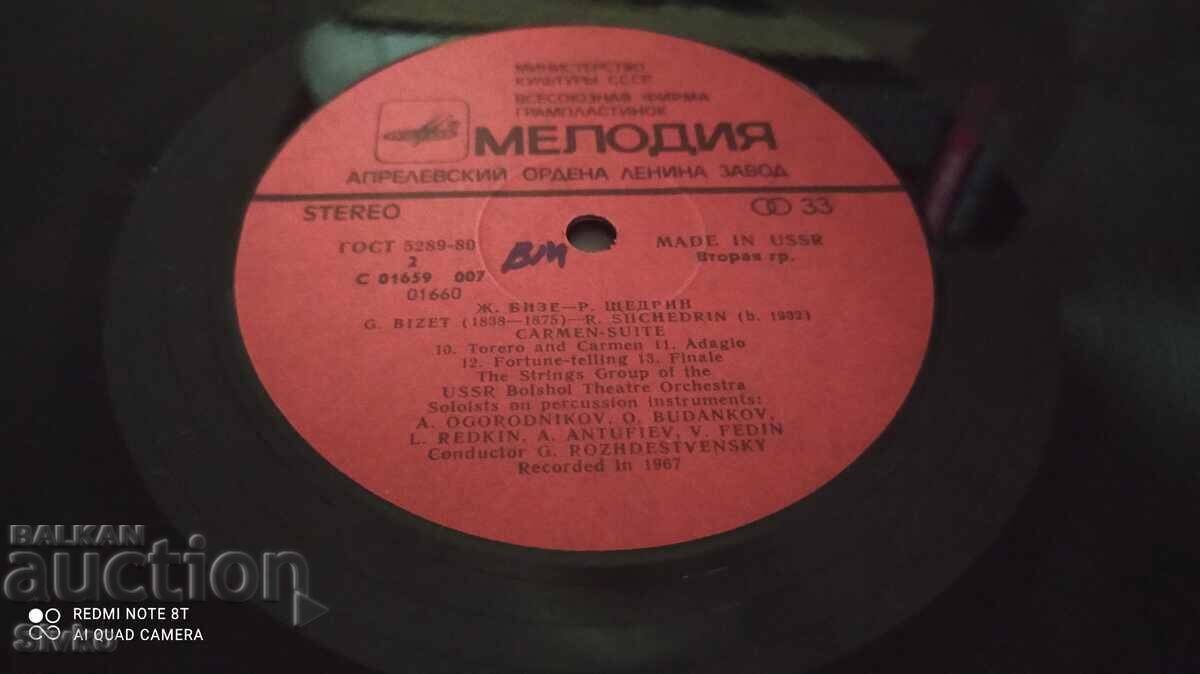 МИНИСТЕРСТВО
КУЛЬТУРЫ СССР
ВСЕСОЮЗНАЯ ФИРМА
ГРАМПЛАСТИНОК
МЕЛОДИЯ
АПРЕЛЕВСКИЙ ОРДЕНА ЛЕНИНА ЗАВОД
STEREO
33
ГОСТ 5289-80
2
С 01659 007
01660
ВМ
MADE IN USSR
Вторая гр.
Ж. БИЗЕ—Р. ЩЕДРИН
G. BIZET (1838—1875)—R. SHCHEDRIN (b. 1932)
CARMEN-SUITE
10. Torero and Carmen 11. Adagio
12. Fortune-telling 13. Finale
The Strings Group of the
USSR Bolshoi Theatre Orchestra
Soloists on percussion instruments:
A. OGORODNIKOV, O. BUDANKOV,
L. REDKIN, A. ANTUFIEV, V. FEDIN
Conductor G. ROZHDESTVENSKY
Recorded in 1967
BALKAN
auction
REDMI NOTE 8T
AI QUAD CAMERA
Sivko